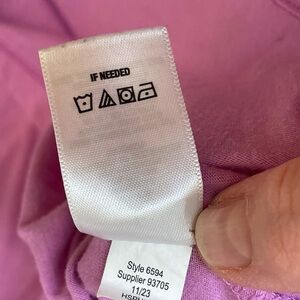 IF NEEDED
Style 6594
Supplier 93705
11/23